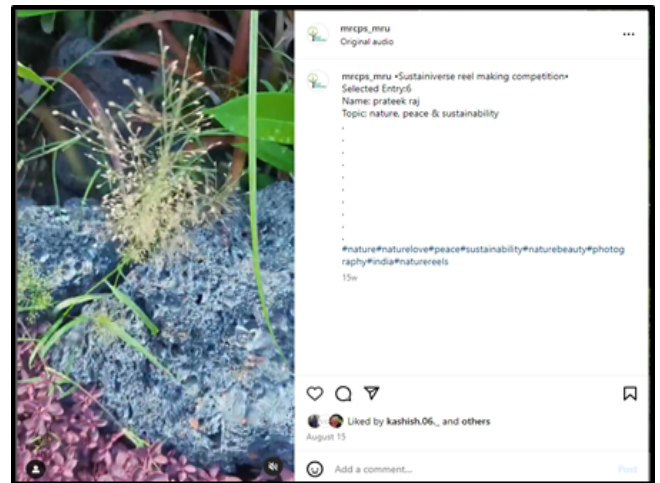 mrcps_mru
Original audio
mrcps_mru •Sustainiverse reel making competition•
Selected Entry:6
Name: prateek raj
Topic: nature, peace & sustainability
.
.
.
.
.
.
.
.
.
#nature#naturelove#peace#sustainability#naturebeauty#photog
raphy#india#naturereels
15w
Liked by kashish.06._ and others
August 15
Add a comment...
Post